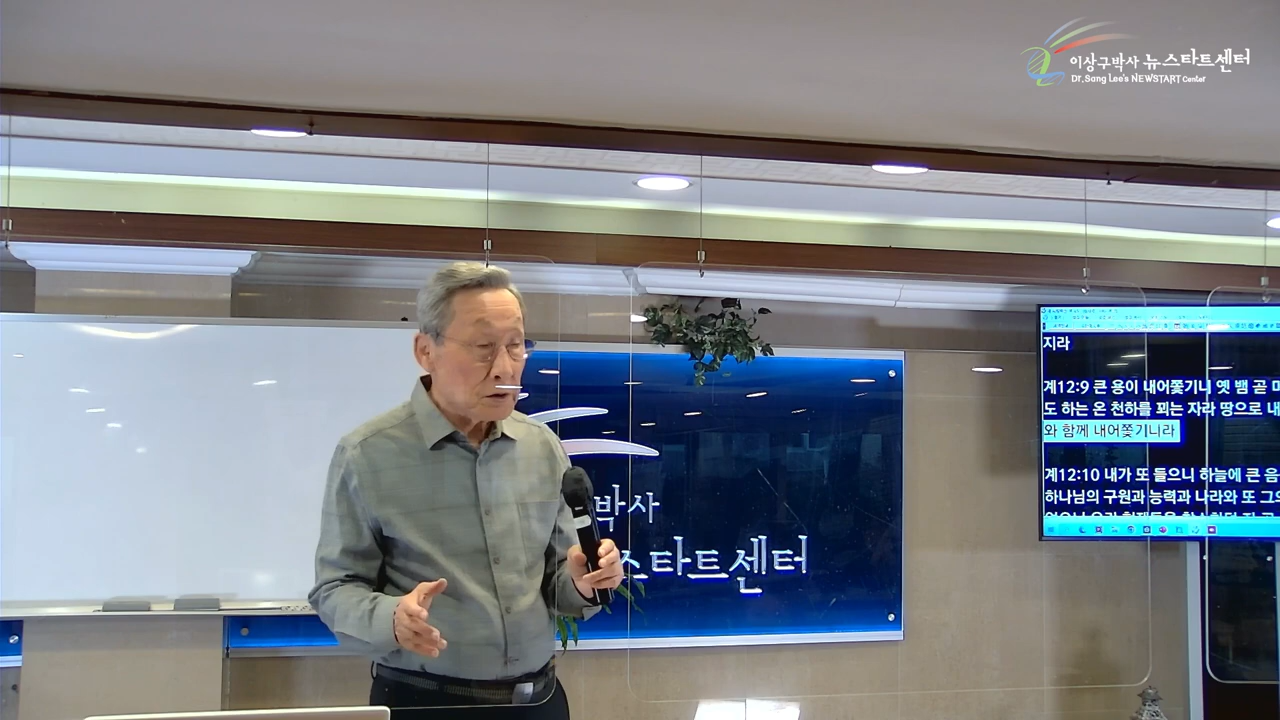 이상구박사 뉴스타트센터
Dr. Sang Lee's NEWSTART Center
박사
스타트센터
지라
계12:9 큰 용이 내어쫓기니 옛 뱀 곧
도 하는 온 천하를 꾀는 자라 땅으로 내
와 함께 내어쫓기니라
계12:10 내가 또 들으니 하늘에 큰 음
하나님의 구원과 능력과 나라와 또 그의